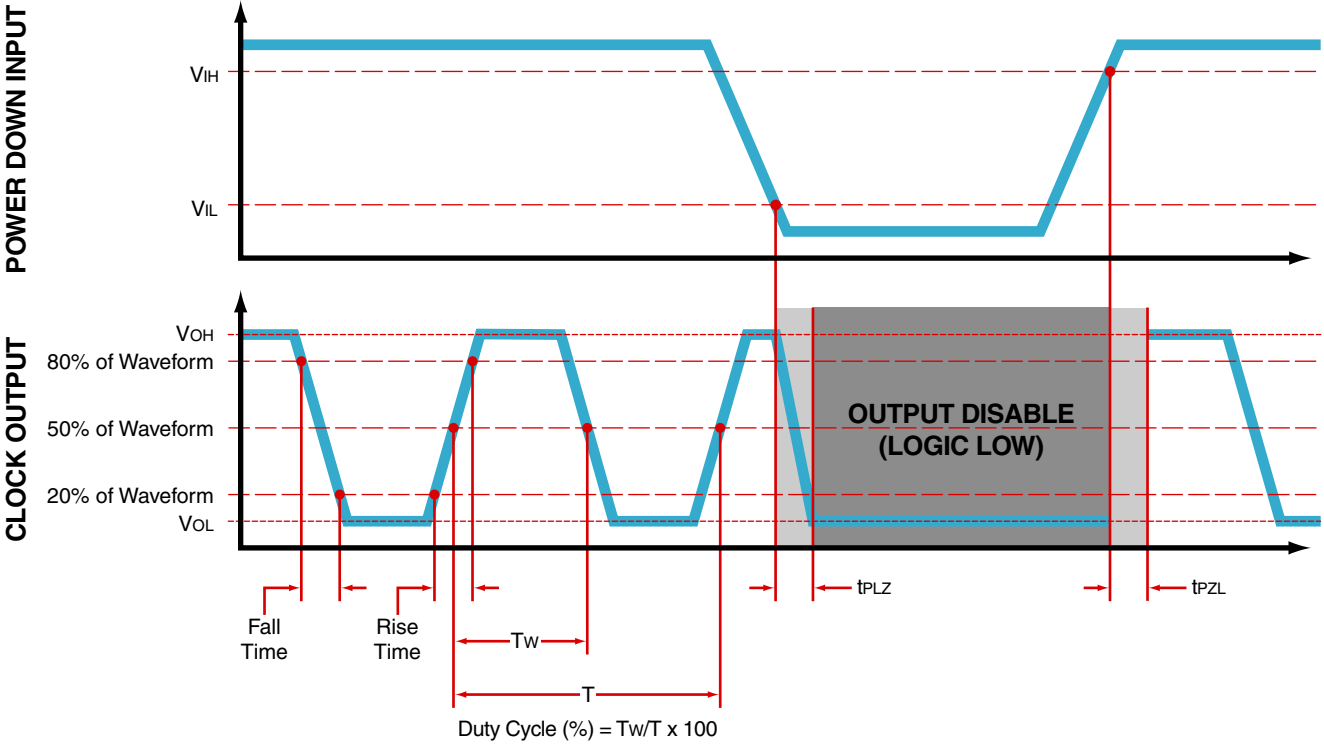 POWER DOWN INPUT
VIH
VIL
CLOCK OUTPUT
VOH
80% of Waveform
50% of Waveform
20% of Waveform
VOL
OUTPUT DISABLE
(LOGIC LOW)
Fall
Time
Rise
Time
tPLZ
tPZL
TW
T
Duty Cycle (%) = TW/T x 100